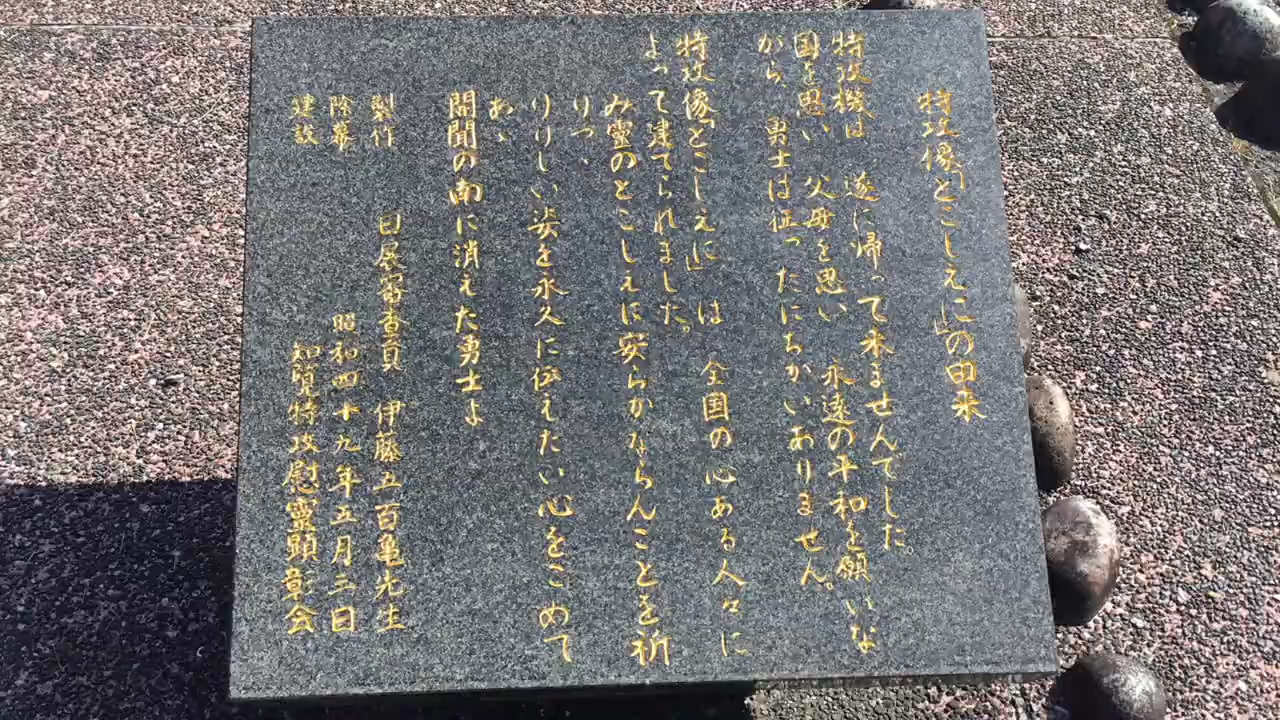 特攻像「とこしえに」の由来
特攻機は 遂に帰って来ませんでした。
国を思い 父母を思い 永遠の平和を願いな
がら 勇士は征ったにちがいありません。
特攻像「とこしえに」は 全国の心ある人々に
よって建てられました。
み霊のとこしえに安らかならんことを祈
りつゝ
りりしい姿を永久に伝えたい心をこめて
あゝ
開聞の南に消えた勇士よ
製作 日展審査員 伊藤五百亀先生
除幕 昭和四十九年五月三日
建設 知覧特攻慰霊顕彰会